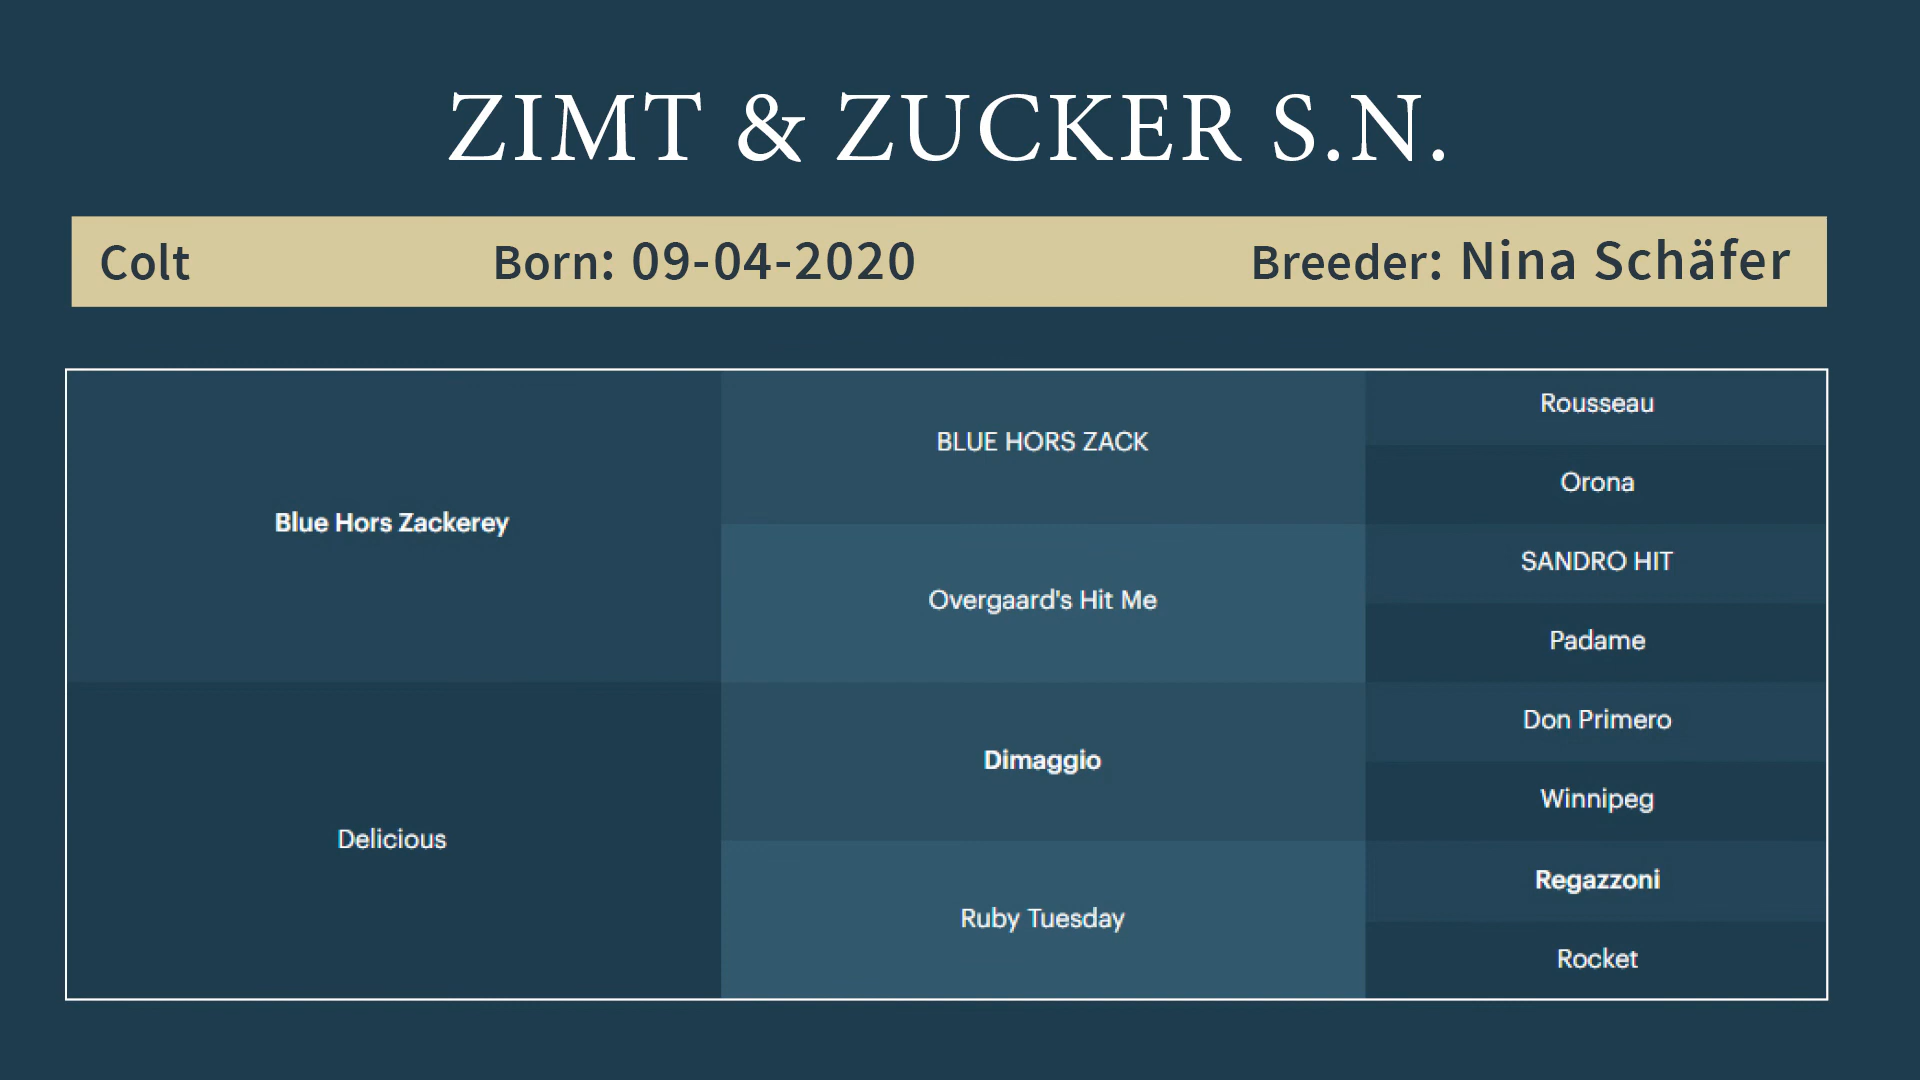 ZIMT & ZUCKER S.N.
Colt Born: 09-04-2020 Breeder: Nina Schäfer
Rousseau
BLUE HORS ZACK
Orona
Blue Hors Zackerey
SANDRO HIT
Overgaard's Hit Me
Padame
Don Primero
Dimaggio
Winnipeg
Delicious
Regazzoni
Ruby Tuesday
Rocket